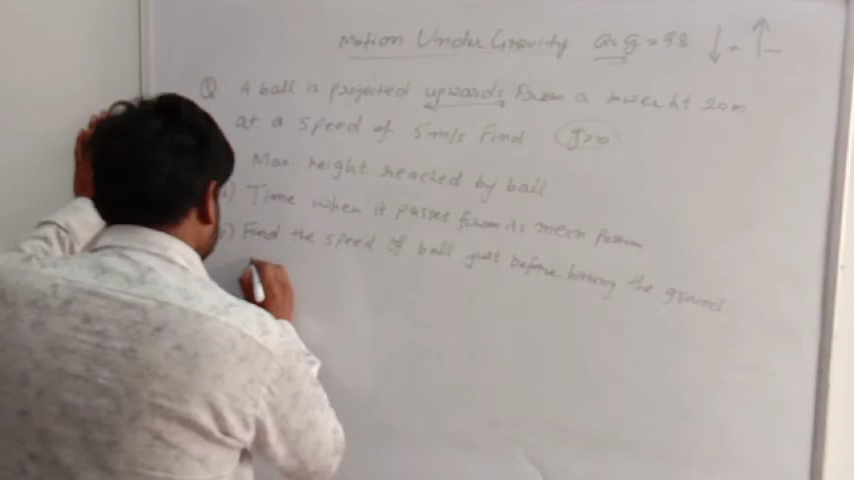 Motion Under Gravity a = g = 9.8 ↓ + ↑ -
Q A ball is projected upwards from a height 20m
at a speed of 5m/s Find g=10
Max height reached by ball
) Time when it passes from its mean position
) Find the speed of ball just before hitting the ground